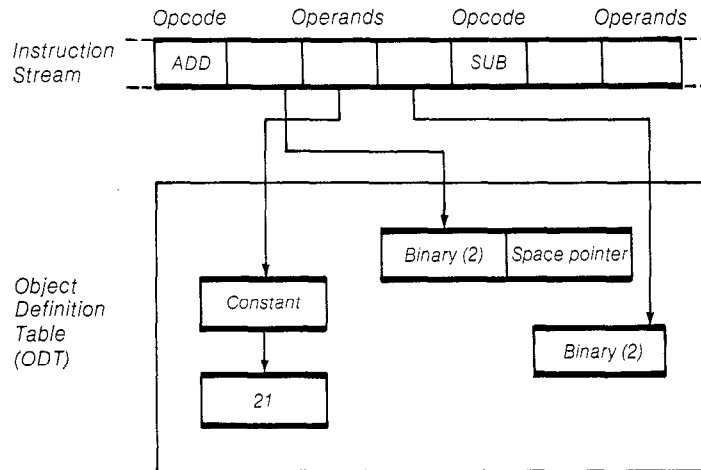 Opcode Operands Opcode Operands
Instruction
Stream
ADD SUB
Binary (2) Space pointer
Object
Definition
Table
(ODT)
Constant
Binary (2)
21